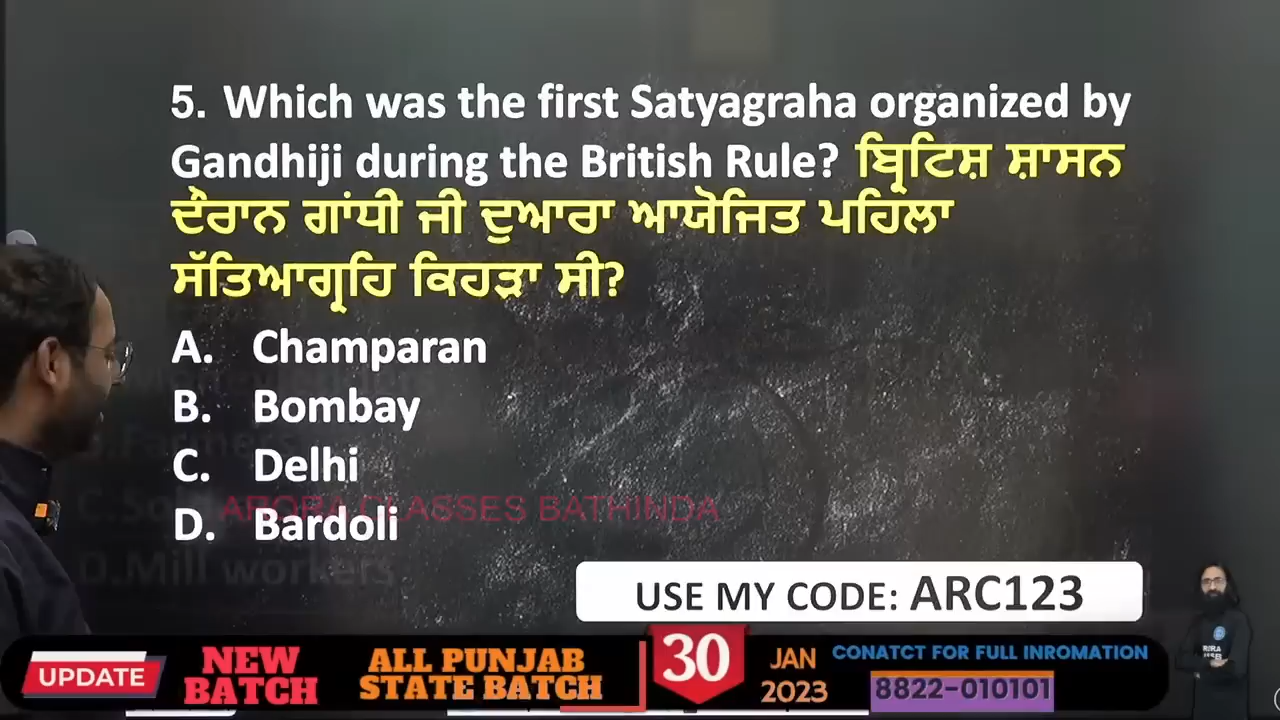 5. Which was the first Satyagraha organized by
Gandhiji during the British Rule? ਬ੍ਰਿਟਿਸ਼ ਸ਼ਾਸਨ
ਦੌਰਾਨ ਗਾਂਧੀ ਜੀ ਦੁਆਰਾ ਆਯੋਜਿਤ ਪਹਿਲਾ
ਸੱਤਿਆਗ੍ਰਹਿ ਕਿਹੜਾ ਸੀ?
A. Champaran
B. Bombay
C. Delhi
ARORA CLASSES BATHINDA
D. Bardoli
D.Mill workers
USE MY CODE: ARC123
UPDATE
NEW
BATCH
ALL PUNJAB
STATE BATCH
30
JAN
2023
CONATCT FOR FULL INROMATION
8822-010101